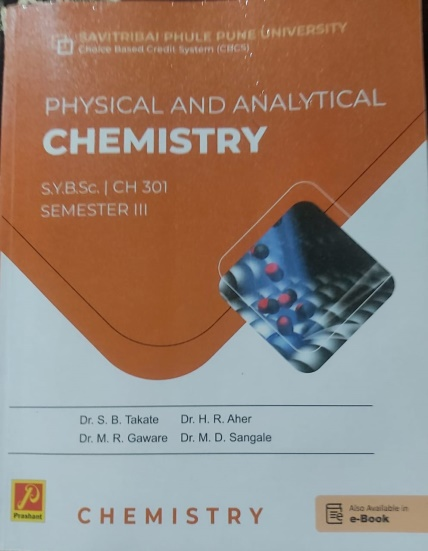 SAVITRIBAI PHULE PUNE UNIVERSITY
Choice Based Credit System (CBCS)
PHYSICAL AND ANALYTICAL
CHEMISTRY
S.Y.B.Sc. | CH 301
SEMESTER III
Dr. S. B. Takate Dr. H. R. Aher
Dr. M. R. Gaware Dr. M. D. Sangale
Prashant
CHEMISTRY
Also Available in
e-Book